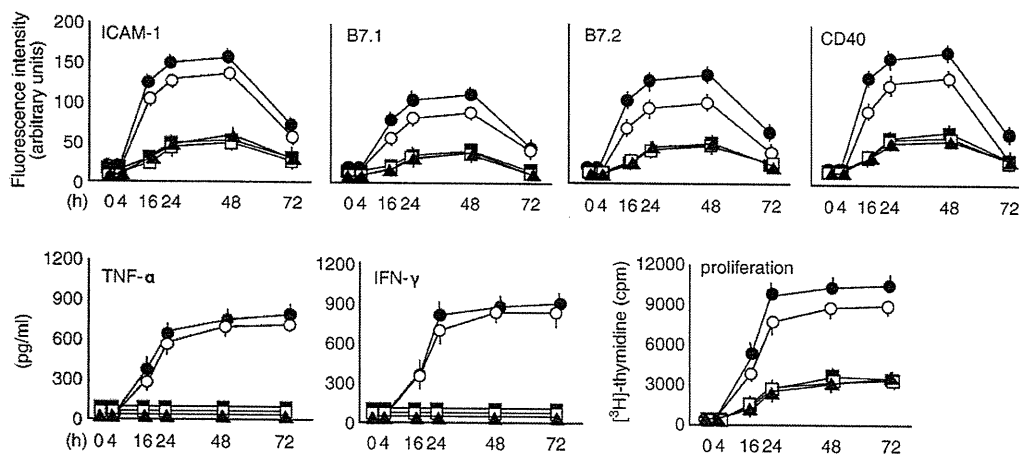 ICAM-1
B7.1
B7.2
CD40
Fluorescence intensity
(arbitrary units)
200
150
100
50
0
(h) 0 4 16 24 48 72
0 4 16 24 48 72
0 4 16 24 48 72
0 4 16 24 48 72
TNF-α
IFN-γ
proliferation
(pg/ml)
1200
900
600
300
0
(h) 0 4 16 24 48 72
1200
900
600
300
0
0 4 16 24 48 72
[³H]-thymidine (cpm)
12000
9000
6000
3000
0
0 4 16 24 48 72